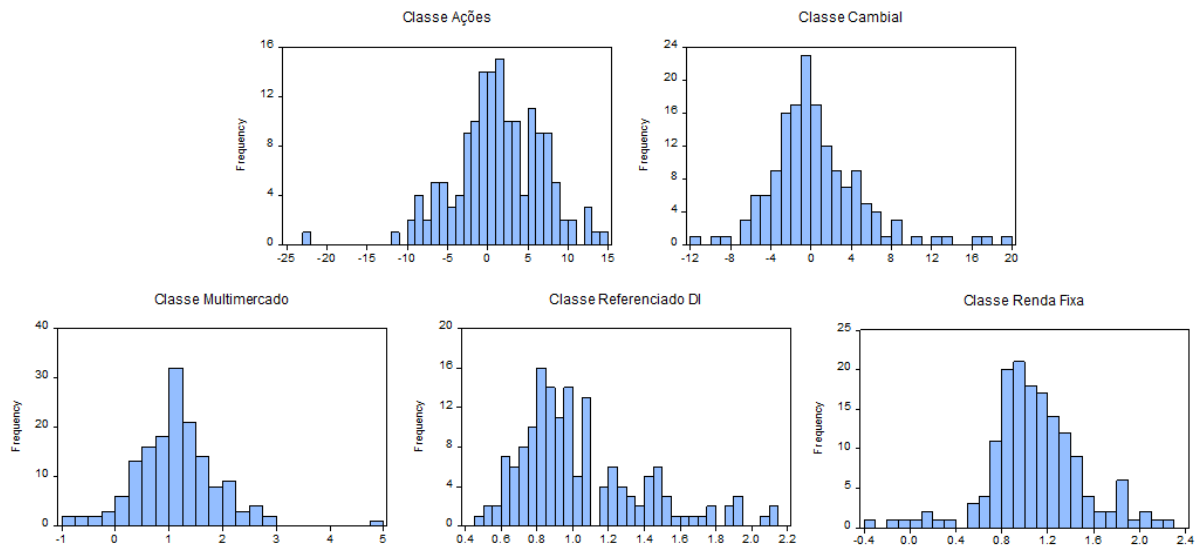 Classe Ações
Classe Cambial
16
12
8
4
0
Frequency
-25 -20 -15 -10 -5 0 5 10 15
24
20
16
12
8
4
0
Frequency
-12 -8 -4 0 4 8 12 16 20
Classe Multimercado
Classe Referenciado DI
Classe Renda Fixa
40
30
20
10
0
Frequency
-1 0 1 2 3 4 5
20
16
12
8
4
0
Frequency
0.4 0.6 0.8 1.0 1.2 1.4 1.6 1.8 2.0 2.2
25
20
15
10
5
0
Frequency
-0.4 0.0 0.4 0.8 1.2 1.6 2.0 2.4